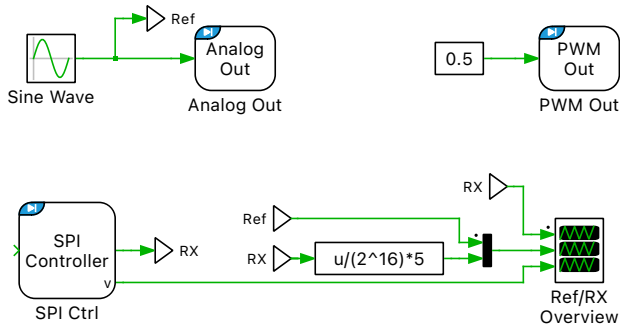 Ref
Analog
Out
Sine Wave
Analog Out
0.5
PWM
Out
PWM Out
RX
SPI
Controller
v
SPI Ctrl
RX
Ref
RX
u/(2^16)*5
Ref/RX
Overview